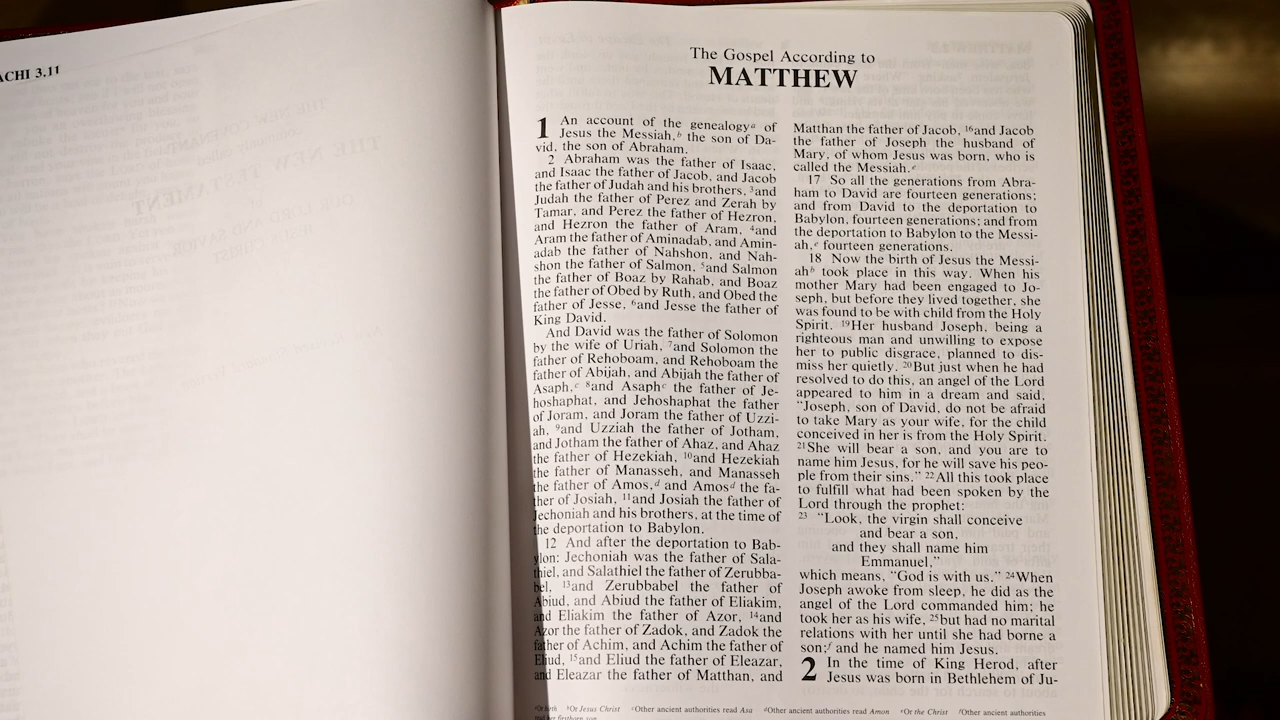 ACHI 3.11
The Gospel According to
MATTHEW
1 An account of the genealogyᵃ of
Jesus the Messiah,ᵇ the son of Da-
vid, the son of Abraham.
2 Abraham was the father of Isaac,
and Isaac the father of Jacob, and Jacob
the father of Judah and his brothers, ³and
Judah the father of Perez and Zerah by
Tamar, and Perez the father of Hezron,
and Hezron the father of Aram, ⁴and
Aram the father of Aminadab, and Amin-
adab the father of Nahshon, and Nah-
shon the father of Salmon, ⁵and Salmon
the father of Boaz by Rahab, and Boaz
the father of Obed by Ruth, and Obed the
father of Jesse, ⁶and Jesse the father of
King David.
And David was the father of Solomon
by the wife of Uriah, ⁷and Solomon the
father of Rehoboam, and Rehoboam the
father of Abijah, and Abijah the father of
Asaph,ᶜ ⁸and Asaphᶜ the father of Je-
hoshaphat, and Jehoshaphat the father
of Joram, and Joram the father of Uzzi-
ah, ⁹and Uzziah the father of Jotham,
and Jotham the father of Ahaz, and Ahaz
the father of Hezekiah, ¹⁰and Hezekiah
the father of Manasseh, and Manasseh
the father of Amos,ᵈ and Amosᵈ the fa-
ther of Josiah, ¹¹and Josiah the father of
Jechoniah and his brothers, at the time of
the deportation to Babylon.
12 And after the deportation to Bab-
ylon: Jechoniah was the father of Sala-
thiel, and Salathiel the father of Zerubba-
bel, ¹³and Zerubbabel the father of
Abiud, and Abiud the father of Eliakim,
and Eliakim the father of Azor, ¹⁴and
Azor the father of Zadok, and Zadok the
father of Achim, and Achim the father of
Eliud, ¹⁵and Eliud the father of Eleazar,
and Eleazar the father of Matthan, and
Matthan the father of Jacob, ¹⁶and Jacob
the father of Joseph the husband of
Mary, of whom Jesus was born, who is
called the Messiah.ᵉ
17 So all the generations from Abra-
ham to David are fourteen generations;
and from David to the deportation to
Babylon, fourteen generations; and from
the deportation to Babylon to the Messi-
ah,ᵉ fourteen generations.
18 Now the birth of Jesus the Messi-
ahᵇ took place in this way. When his
mother Mary had been engaged to Jo-
seph, but before they lived together, she
was found to be with child from the Holy
Spirit. ¹⁹Her husband Joseph, being a
righteous man and unwilling to expose
her to public disgrace, planned to dis-
miss her quietly. ²⁰But just when he had
resolved to do this, an angel of the Lord
appeared to him in a dream and said,
“Joseph, son of David, do not be afraid
to take Mary as your wife, for the child
conceived in her is from the Holy Spirit.
²¹She will bear a son, and you are to
name him Jesus, for he will save his peo-
ple from their sins.” ²²All this took place
to fulfill what had been spoken by the
Lord through the prophet:
²³ “Look, the virgin shall conceive
and bear a son,
and they shall name him
Emmanuel,”
which means, “God is with us.” ²⁴When
Joseph awoke from sleep, he did as the
angel of the Lord commanded him; he
took her as his wife, ²⁵but had no marital
relations with her until she had borne a
son;ᶠ and he named him Jesus.
2 In the time of King Herod, after
Jesus was born in Bethlehem of Ju-
ᵃOr birth ᵇOr Jesus Christ ᶜOther ancient authorities read Asa ᵈOther ancient authorities read Amon ᵉOr the Christ ᶠOther ancient authorities
read her firstborn son